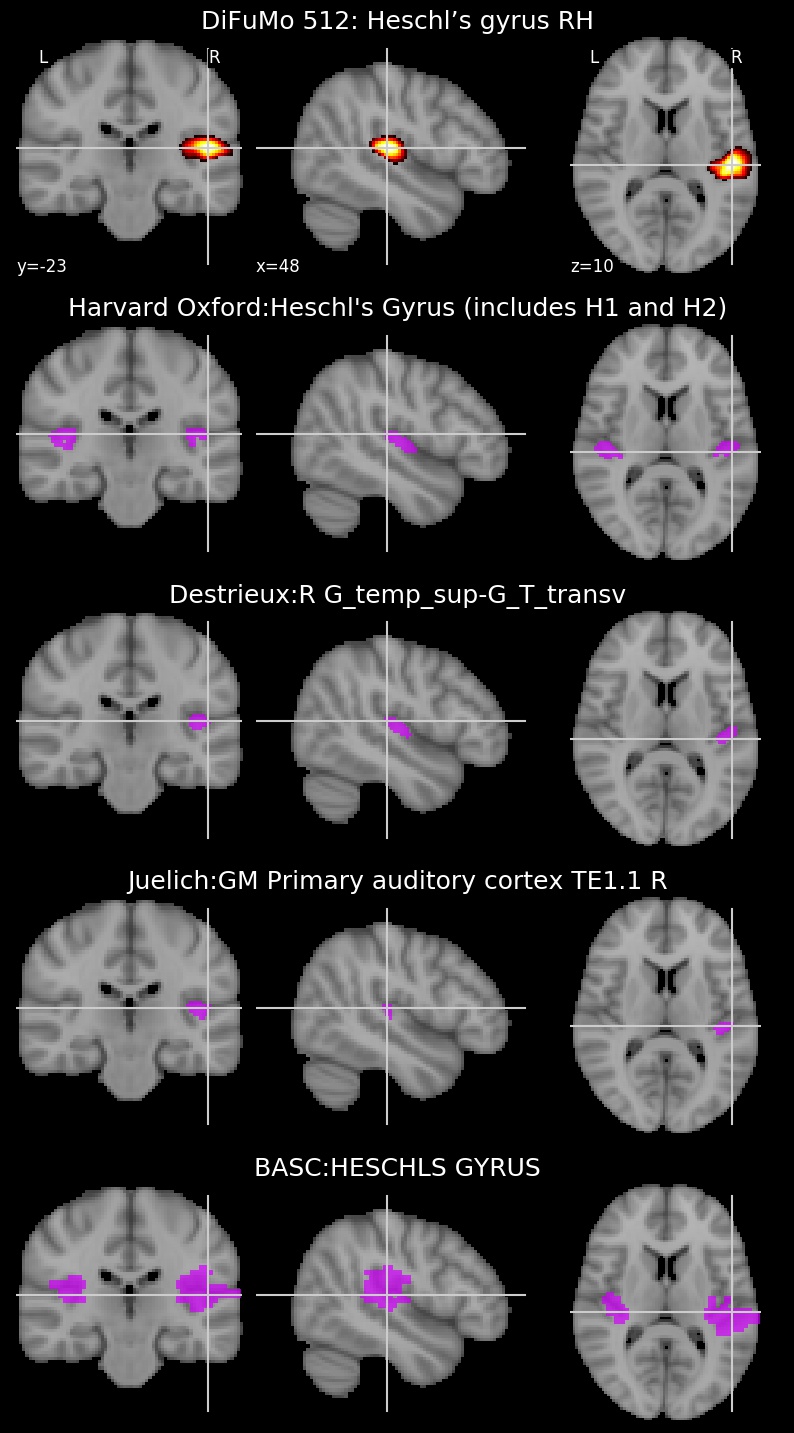 DiFuMo 512: Heschl’s gyrus RH
L R L R
y=-23 x=48 z=10
Harvard Oxford:Heschl's Gyrus (includes H1 and H2)
Destrieux:R G_temp_sup-G_T_transv
Juelich:GM Primary auditory cortex TE1.1 R
BASC:HESCHLS GYRUS